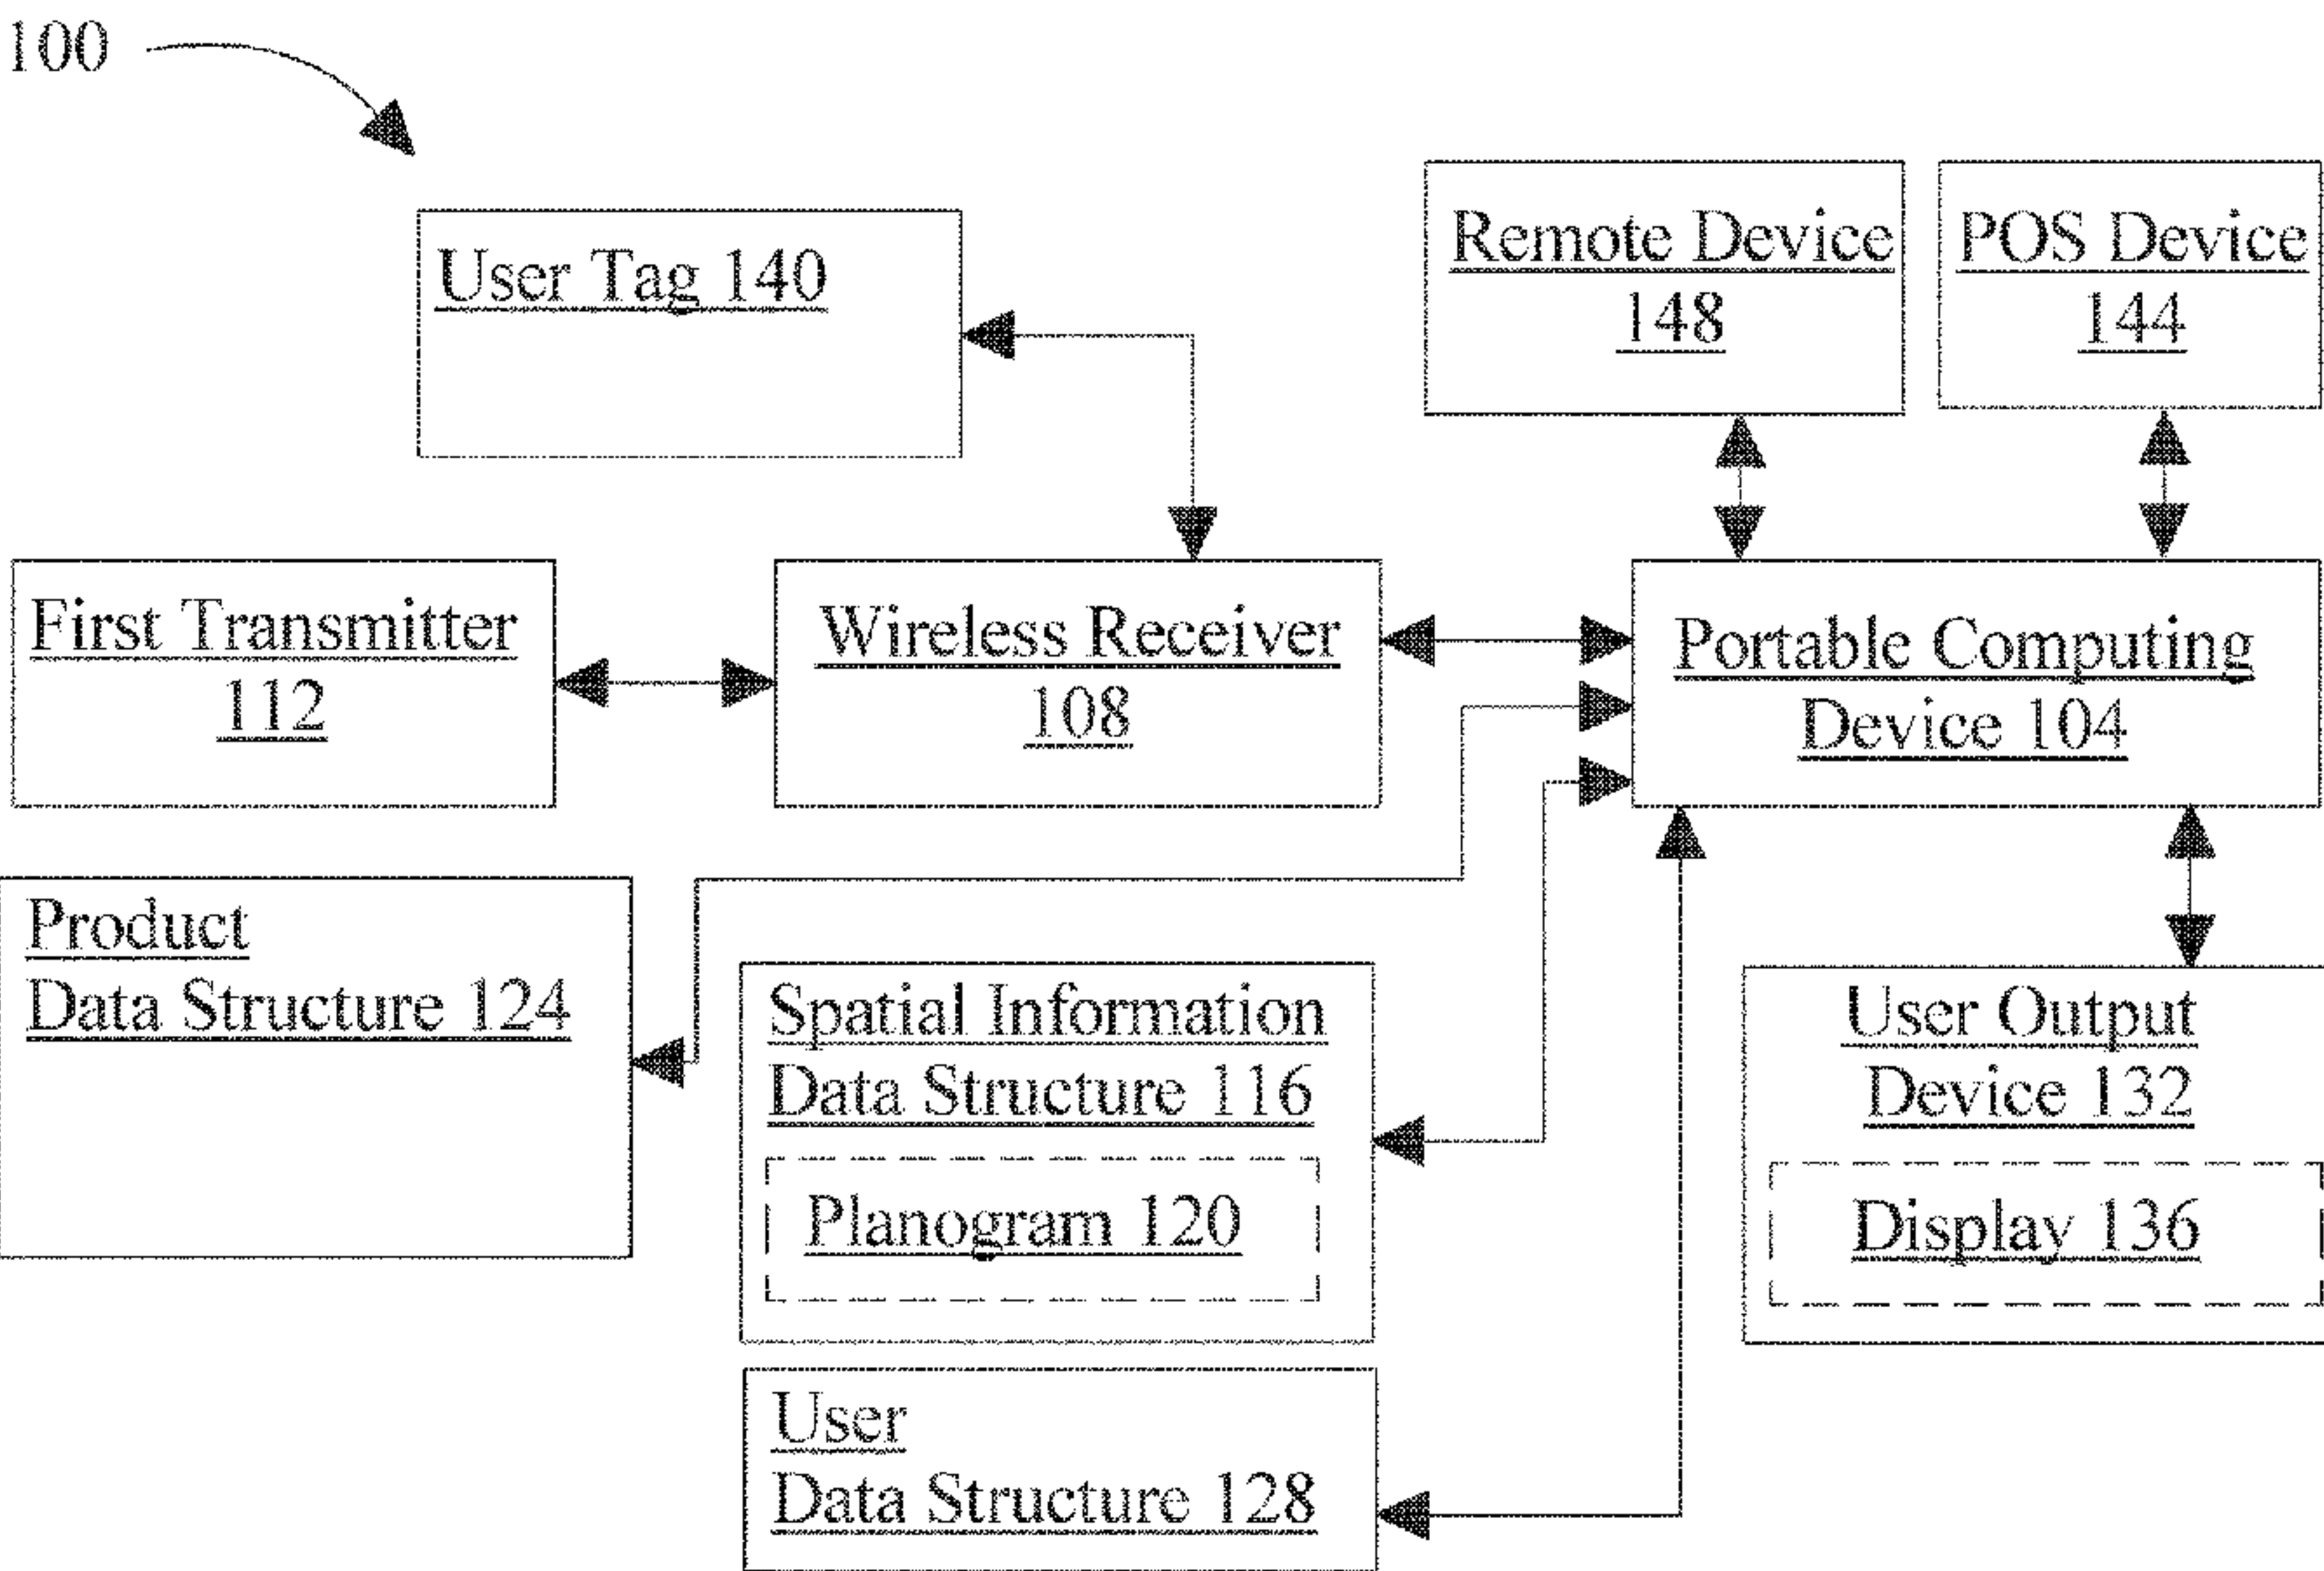 100
User Tag 140
Remote Device
148
POS Device
144
First Transmitter
112
Wireless Receiver
108
Portable Computing
Device 104
Product
Data Structure 124
Spatial Information
Data Structure 116
Planogram 120
User Output
Device 132
Display 136
User
Data Structure 128